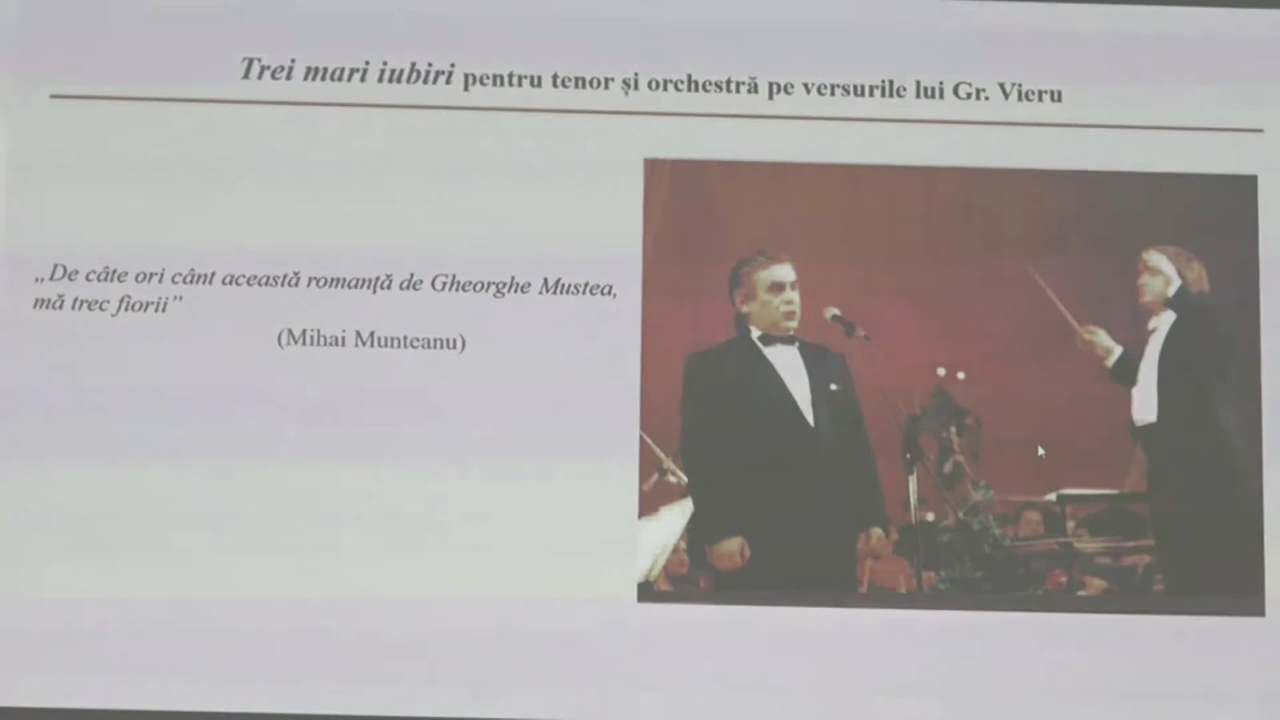 Trei mari iubiri pentru tenor și orchestră pe versurile lui Gr. Vieru
„De câte ori cânt această romanță de Gheorghe Mustea,
mă trec fiorii”
(Mihai Munteanu)